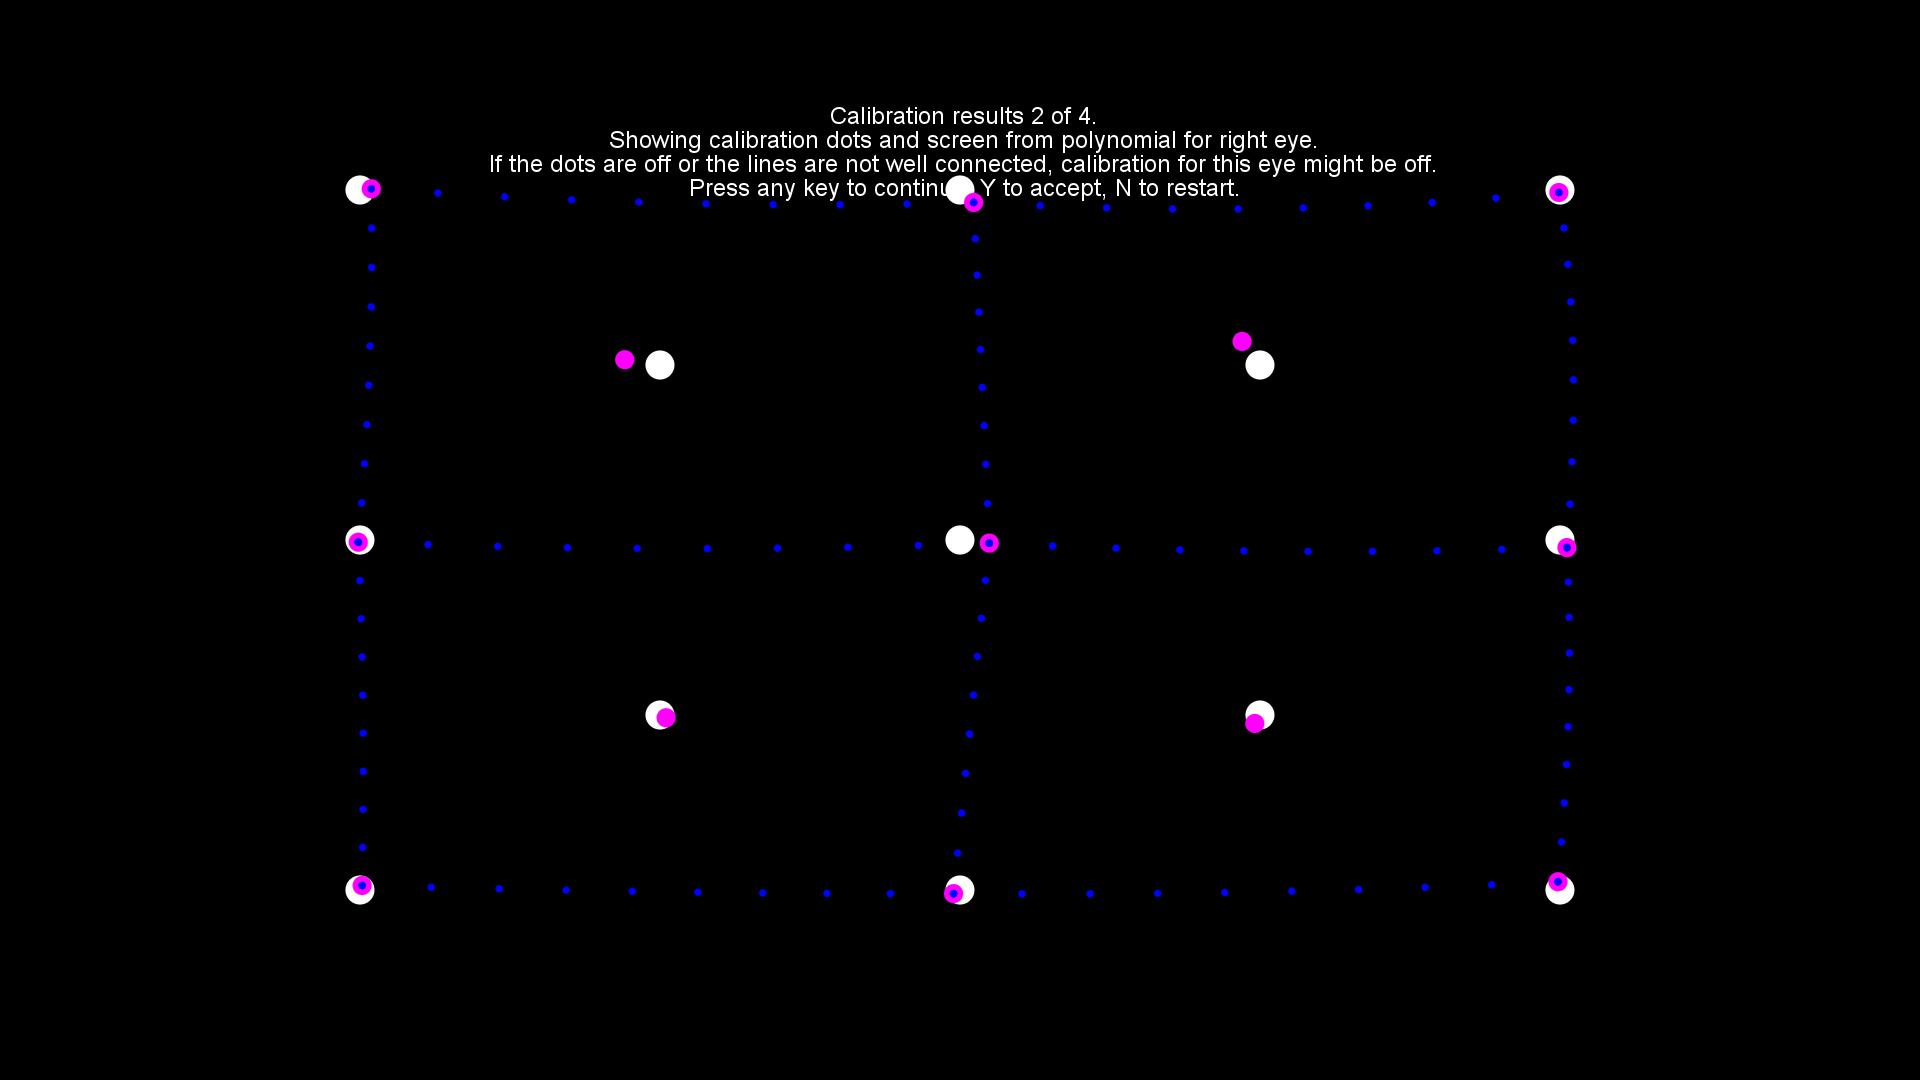 Calibration results 2 of 4.
Showing calibration dots and screen from polynomial for right eye.
If the dots are off or the lines are not well connected, calibration for this eye might be off.
Press any key to continu Y to accept, N to restart.